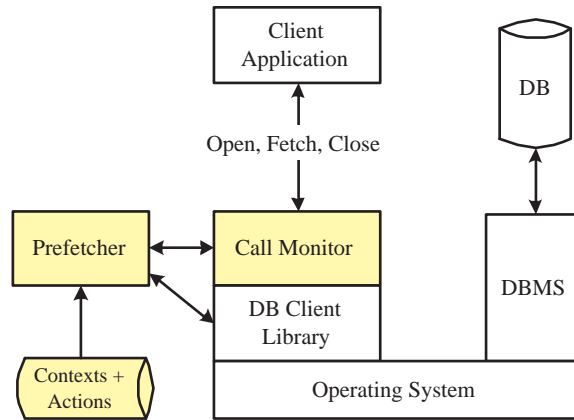 Client
Application
DB
Open, Fetch, Close
Prefetcher
Call Monitor
DB Client
Library
DBMS
Contexts +
Actions
Operating System